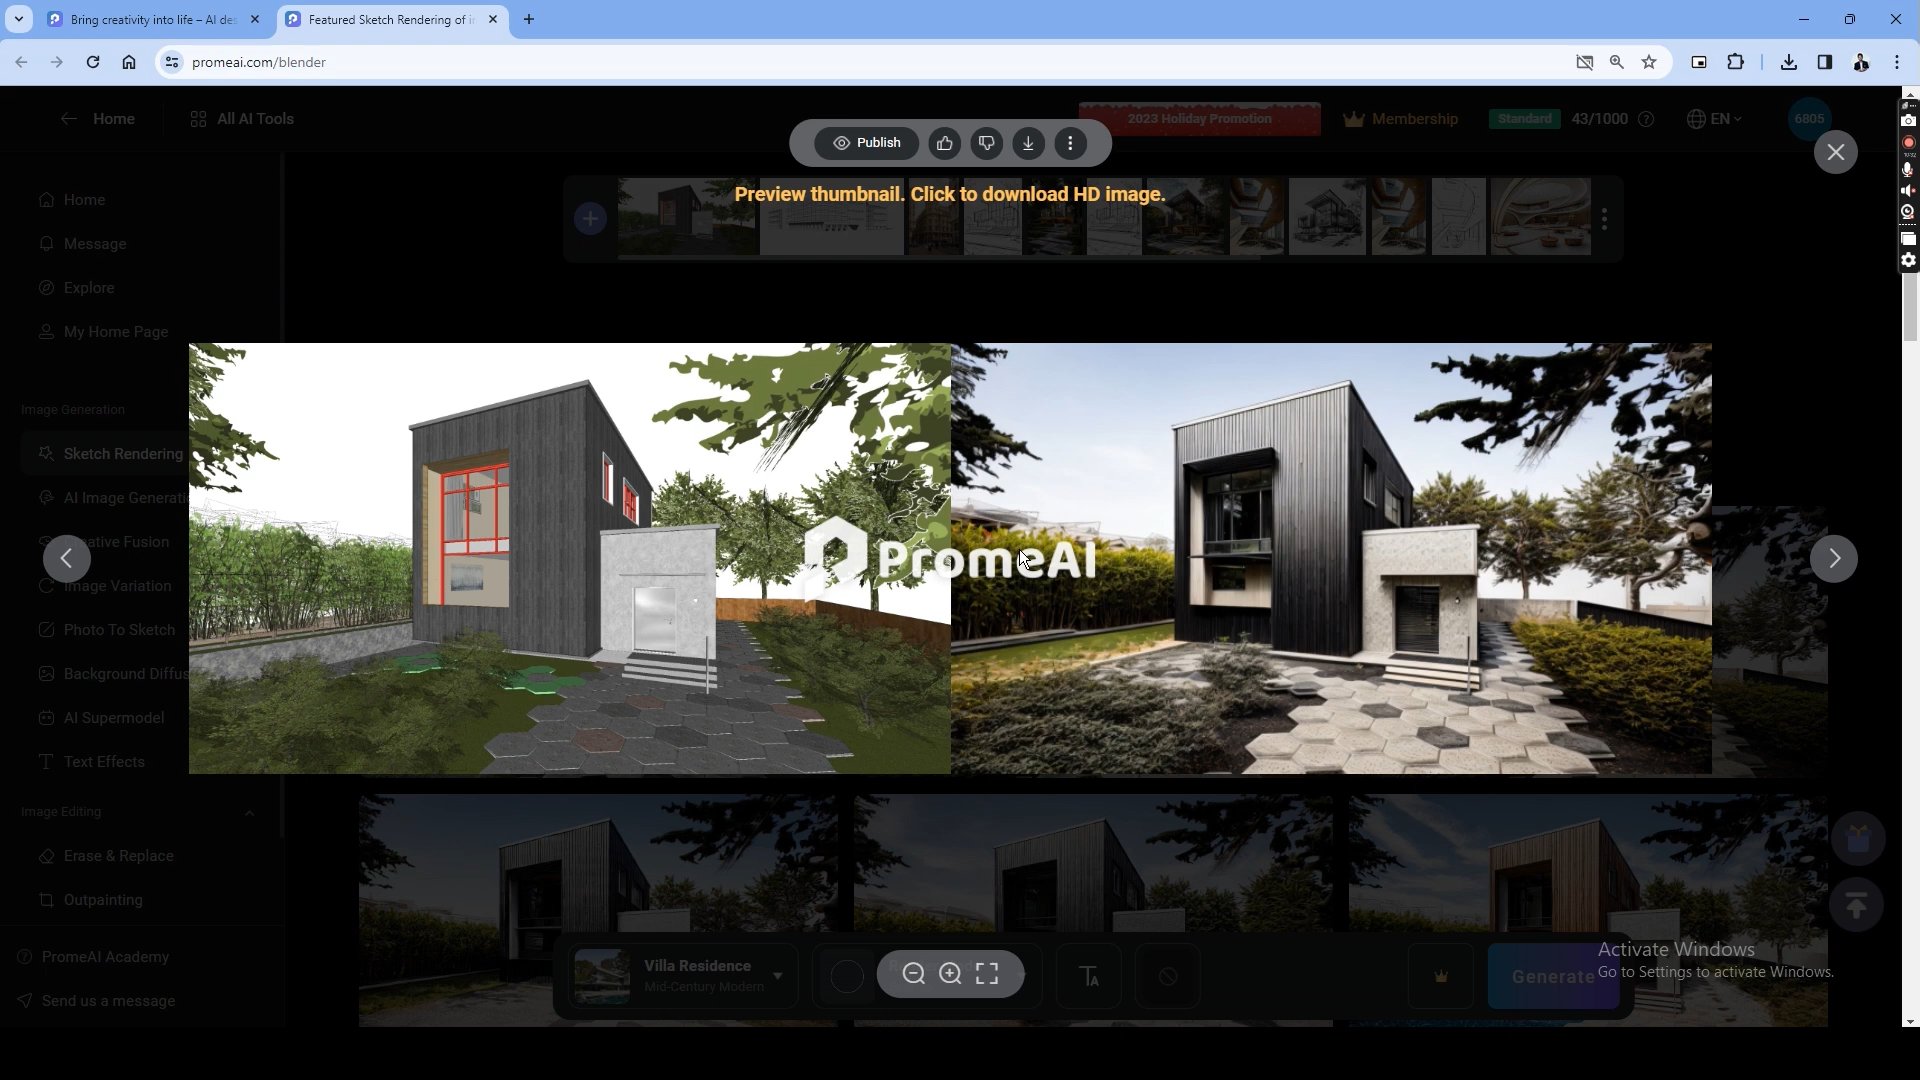 Bring creativity into life – AI des
Featured Sketch Rendering of i
promeai.com/blender
Home
All AI Tools
2023 Holiday Promotion
Membership
Standard
43/1000
EN
6805
Publish
Preview thumbnail. Click to download HD image.
Home
Message
Explore
My Home Page
Image Generation
Sketch Rendering
AI Image Generati
ative Fusion
Image Variation
Photo To Sketch
Background Diffus
AI Supermodel
Text Effects
Image Editing
Erase & Replace
Outpainting
PromeAI Academy
Send us a message
PromeAI
Villa Residence
Mid-Century Modern
Generate
Activate Windows
Go to Settings to activate Windows.